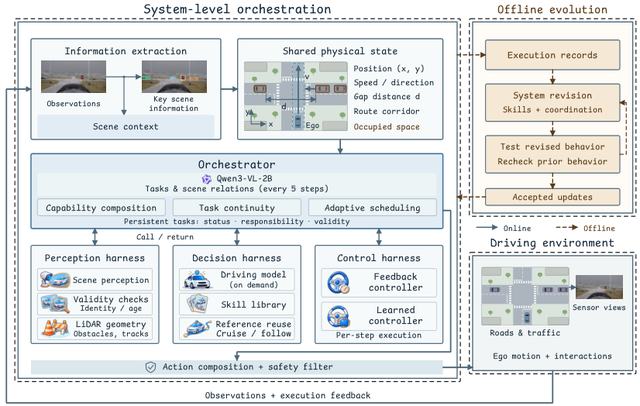 System-level orchestration
Information extraction
Observations
Key scene
information
Scene context
Shared physical state
v
d
y
x
Ego
Position (x, y)
Speed / direction
Gap distance d
Route corridor
Occupied space
Orchestrator
Qwen3-VL-2B
Tasks & scene relations (every 5 steps)
Capability composition
Task continuity
Adaptive scheduling
Persistent tasks: status · responsibility · validity
Call / return
Perception harness
Scene perception
Validity checks
Identity / age
LiDAR geometry
Obstacles, tracks
Decision harness
Driving model
(on demand)
Skill library
Reference reuse
Cruise / follow
Control harness
Feedback
controller
Learned
controller
Per-step execution
Action composition + safety filter
Observations + execution feedback
Offline evolution
Execution records
System revision
Skills + coordination
Test revised behavior
Recheck prior behavior
Accepted updates
Online
Offline
Driving environment
Sensor views
Roads & traffic
Ego motion + interactions